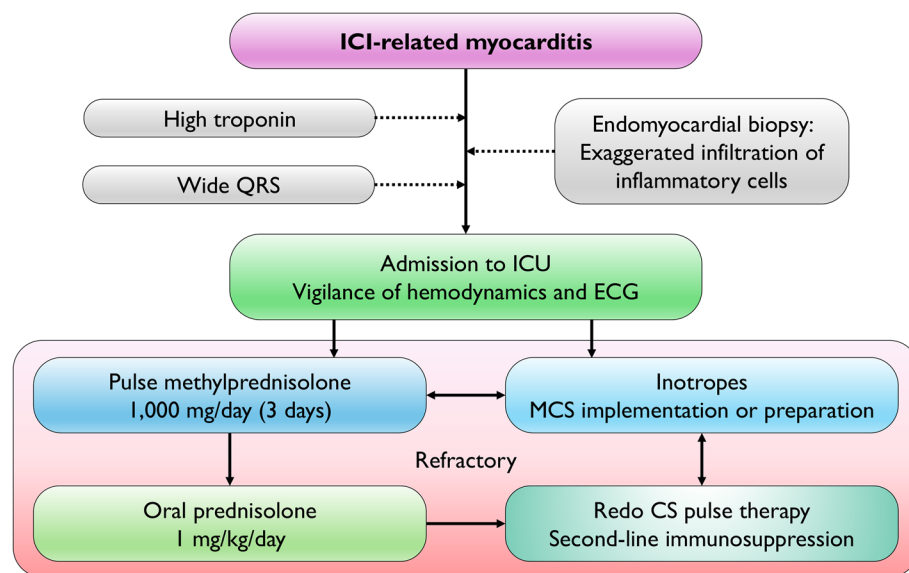 ICI-related myocarditis
High troponin
Wide QRS
Endomyocardial biopsy:
Exaggerated infiltration of
inflammatory cells
Admission to ICU
Vigilance of hemodynamics and ECG
Pulse methylprednisolone
1,000 mg/day (3 days)
Inotropes
MCS implementation or preparation
Refractory
Oral prednisolone
1 mg/kg/day
Redo CS pulse therapy
Second-line immunosuppression